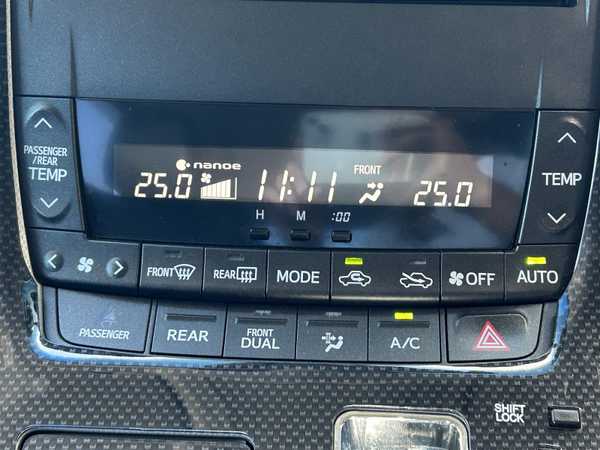 PASSENGER
/REAR
TEMP
nanoe
FRONT
25.0
11:11
25.0
TEMP
H M :00
FRONT
REAR
MODE
OFF
AUTO
PASSENGER
REAR
FRONT
DUAL
A/C
SHIFT
LOCK